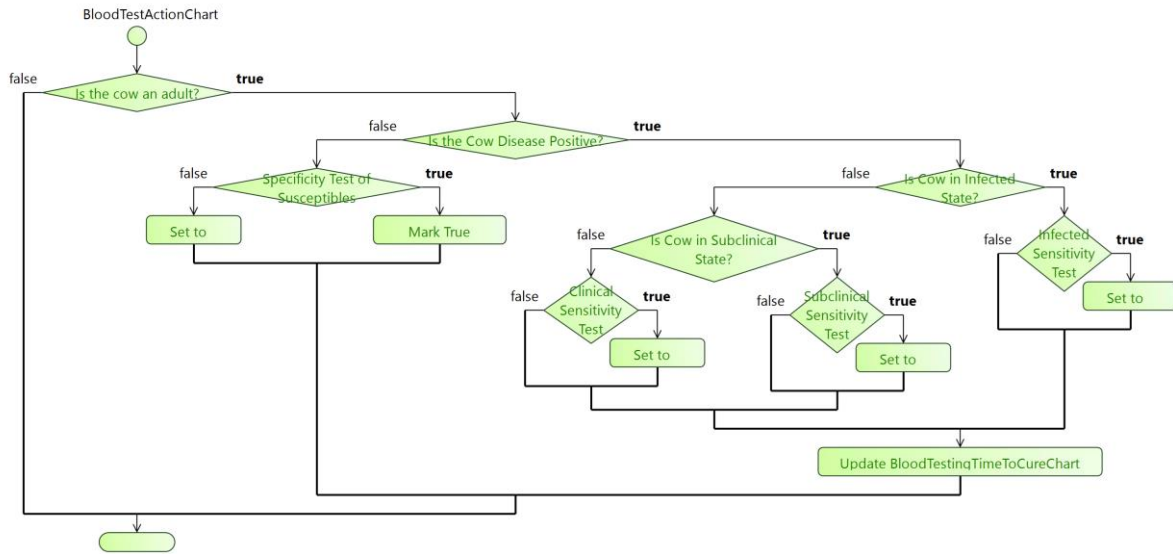 BloodTestActionChart
false
true
Is the cow an adult?
false
true
Is the Cow Disease Positive?
false
true
Specificity Test of
Susceptibles
false
true
Is Cow in Infected
State?
Set to
Mark True
false
true
Is Cow in Subclinical
State?
false
true
Infected
Sensitivity
Test
Set to
false
true
Clinical
Sensitivity
Test
false
true
Subclinical
Sensitivity
Test
Set to
Set to
Update BloodTestingTimeToCureChart